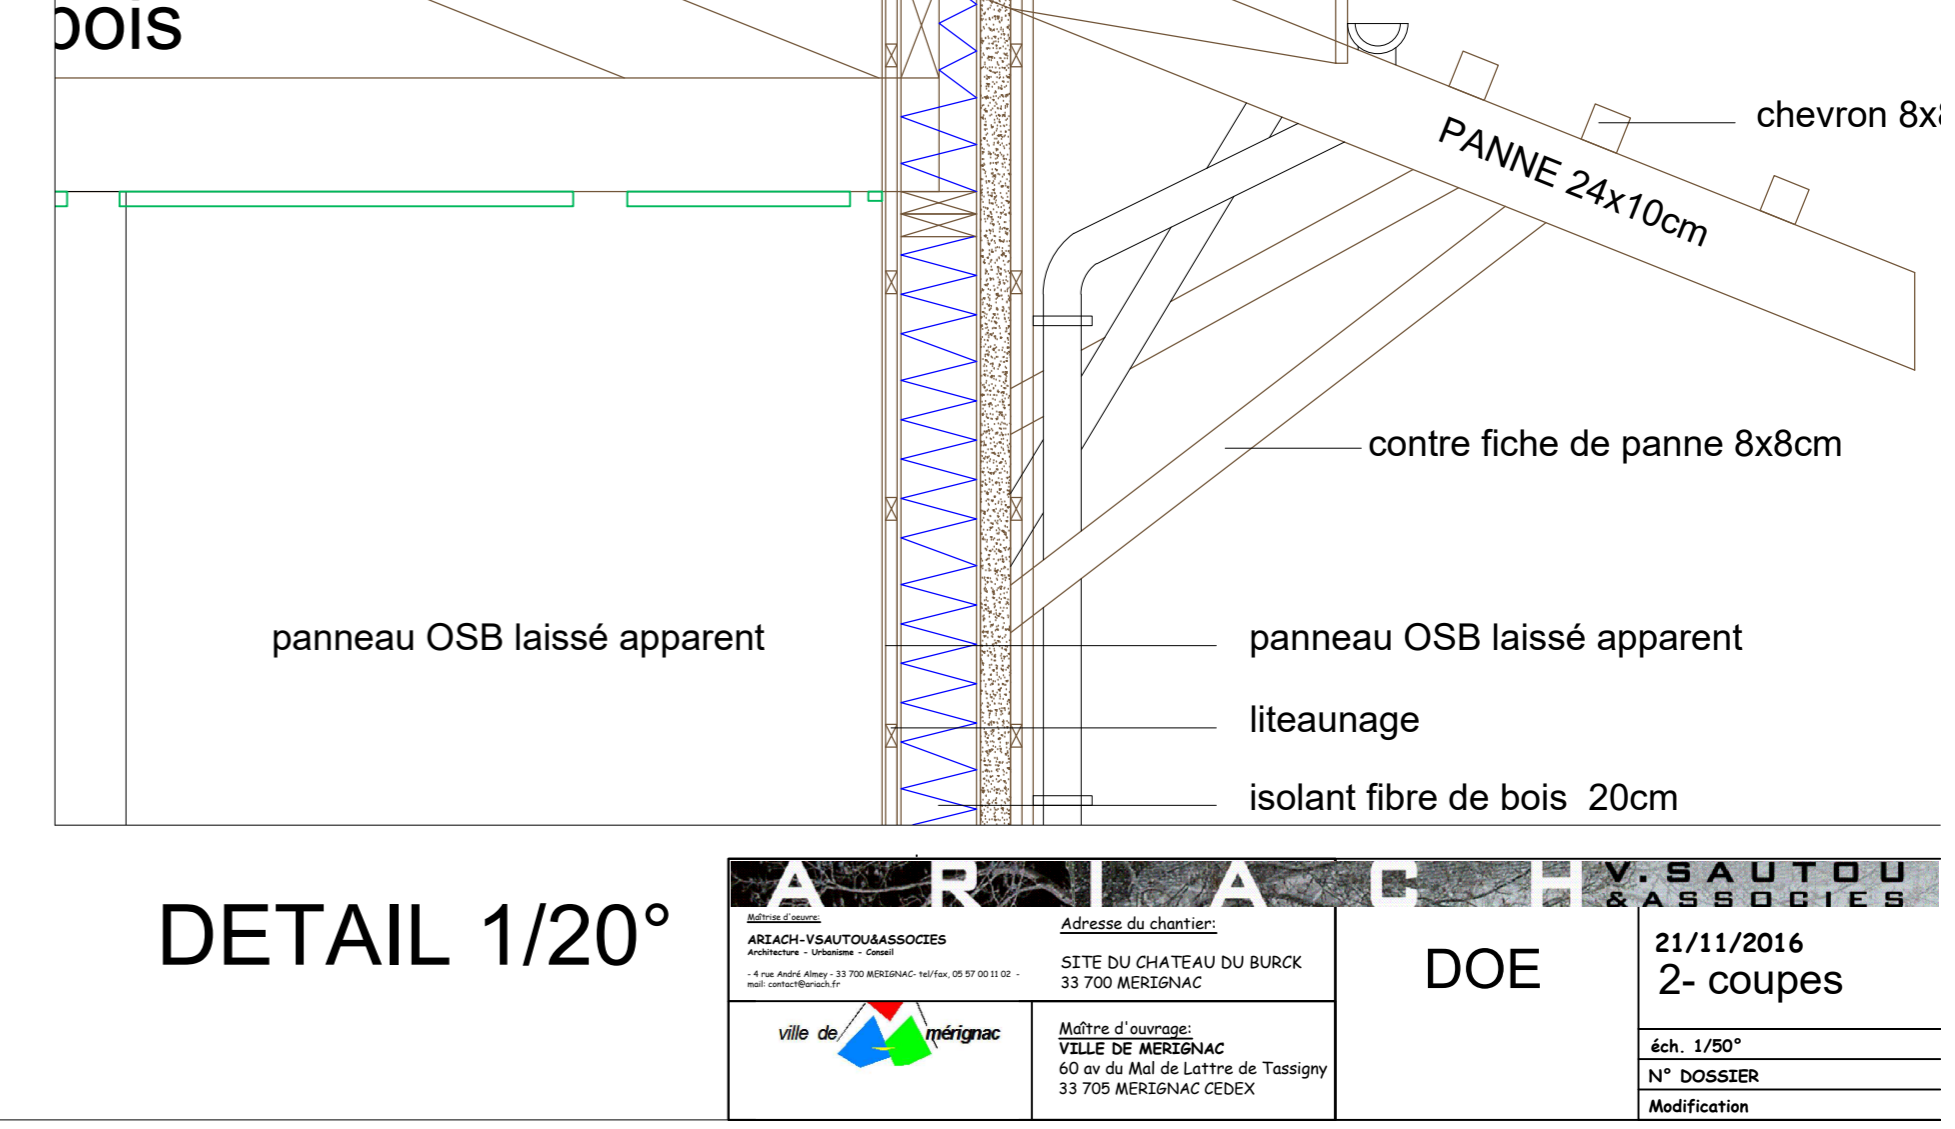 bois
chevron 8x8
PANNE 24x10cm
contre fiche de panne 8x8cm
panneau OSB laissé apparent
panneau OSB laissé apparent
liteaunage
isolant fibre de bois 20cm
DETAIL 1/20°
A R I A C H
V.SAUTOU
&ASSOCIES
Maîtrise d'oeuvre:
ARIACH-VSAUTOU&ASSOCIES
Architecture - Urbanisme - Conseil
- 4 rue André Almey - 33 700 MERIGNAC- tel/fax, 05 57 00 11 02 -
mail: contact@ariach.fr
Adresse du chantier:
SITE DU CHATEAU DU BURCK
33 700 MERIGNAC
ville de mérignac
Maître d'ouvrage:
VILLE DE MERIGNAC
60 av du Mal de Lattre de Tassigny
33 705 MERIGNAC CEDEX
DOE
21/11/2016
2- coupes
éch. 1/50°
N° DOSSIER
Modification